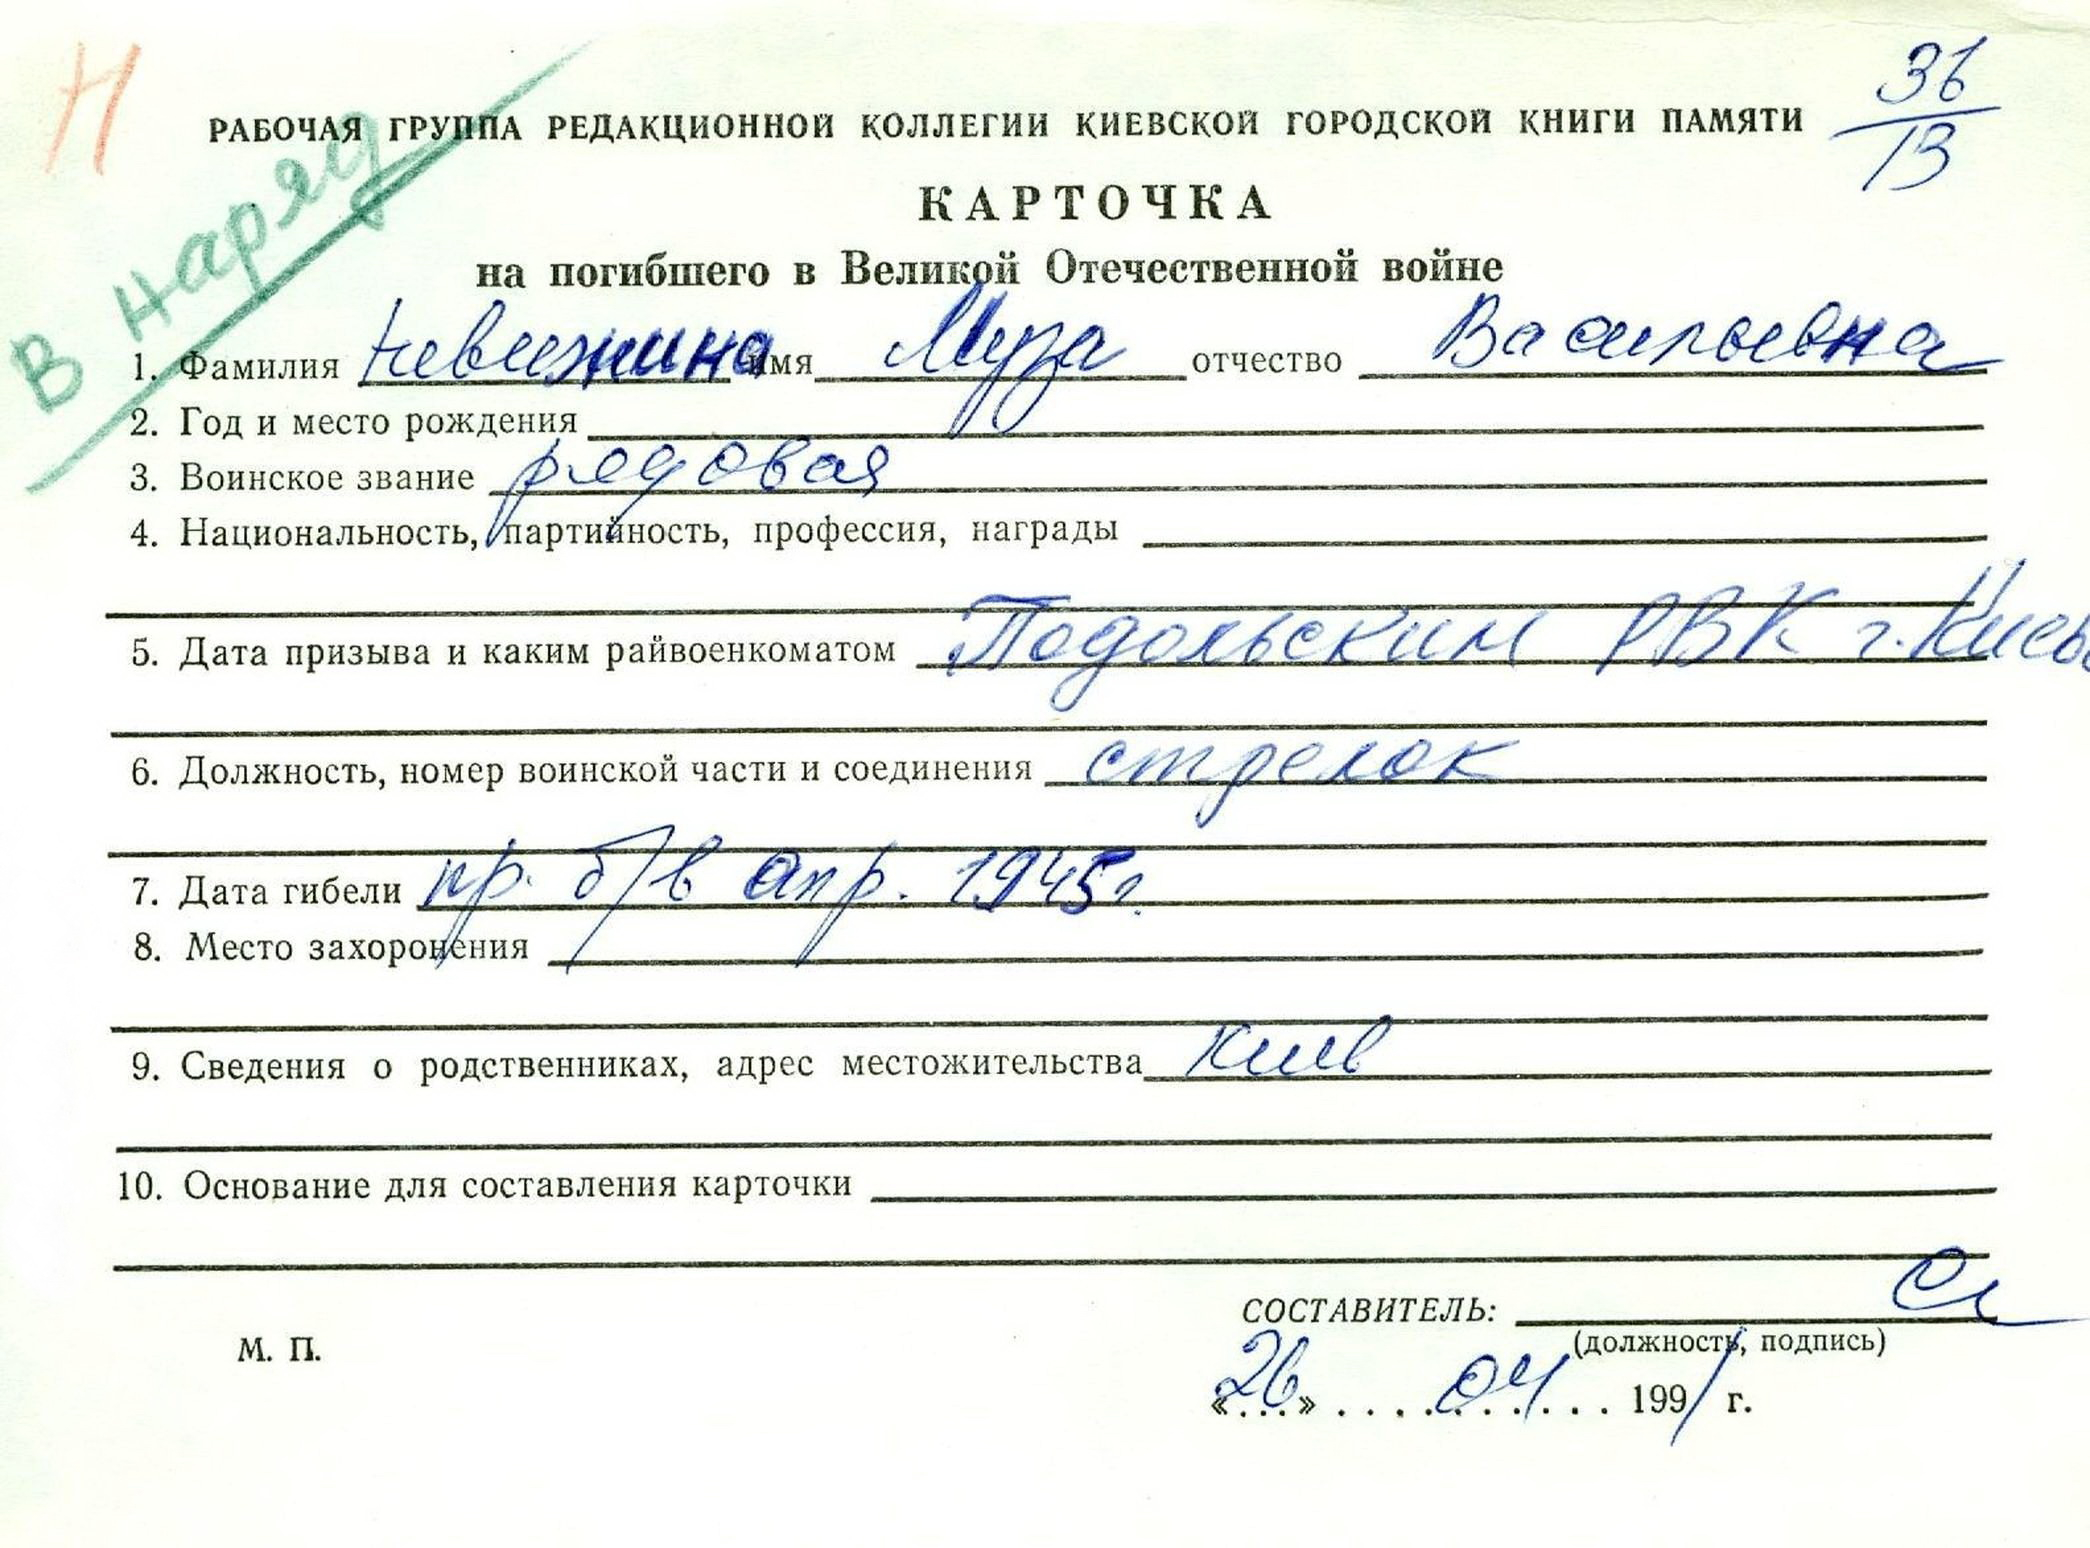 Н
36
РАБОЧАЯ ГРУППА РЕДАКЦИОННОЙ КОЛЛЕГИИ КИЕВСКОЙ ГОРОДСКОЙ КНИГИ ПАМЯТИ
13
В наряд
КАРТОЧКА
на погибшего в Великой Отечественной войне
1. Фамилия Невижина имя Муза отчество Васильевна
2. Год и место рождения
3. Воинское звание рядовая
4. Национальность, партийность, профессия, награды
5. Дата призыва и каким райвоенкоматом Подольским РВК г. Киев
6. Должность, номер воинской части и соединения стрелок
7. Дата гибели пр. б/в апр. 1945 г.
8. Место захоронения
9. Сведения о родственниках, адрес местожительства Киев
10. Основание для составления карточки
СОСТАВИТЕЛЬ:
(должность, подпись)
М. П.
«26» 04 1991 г.